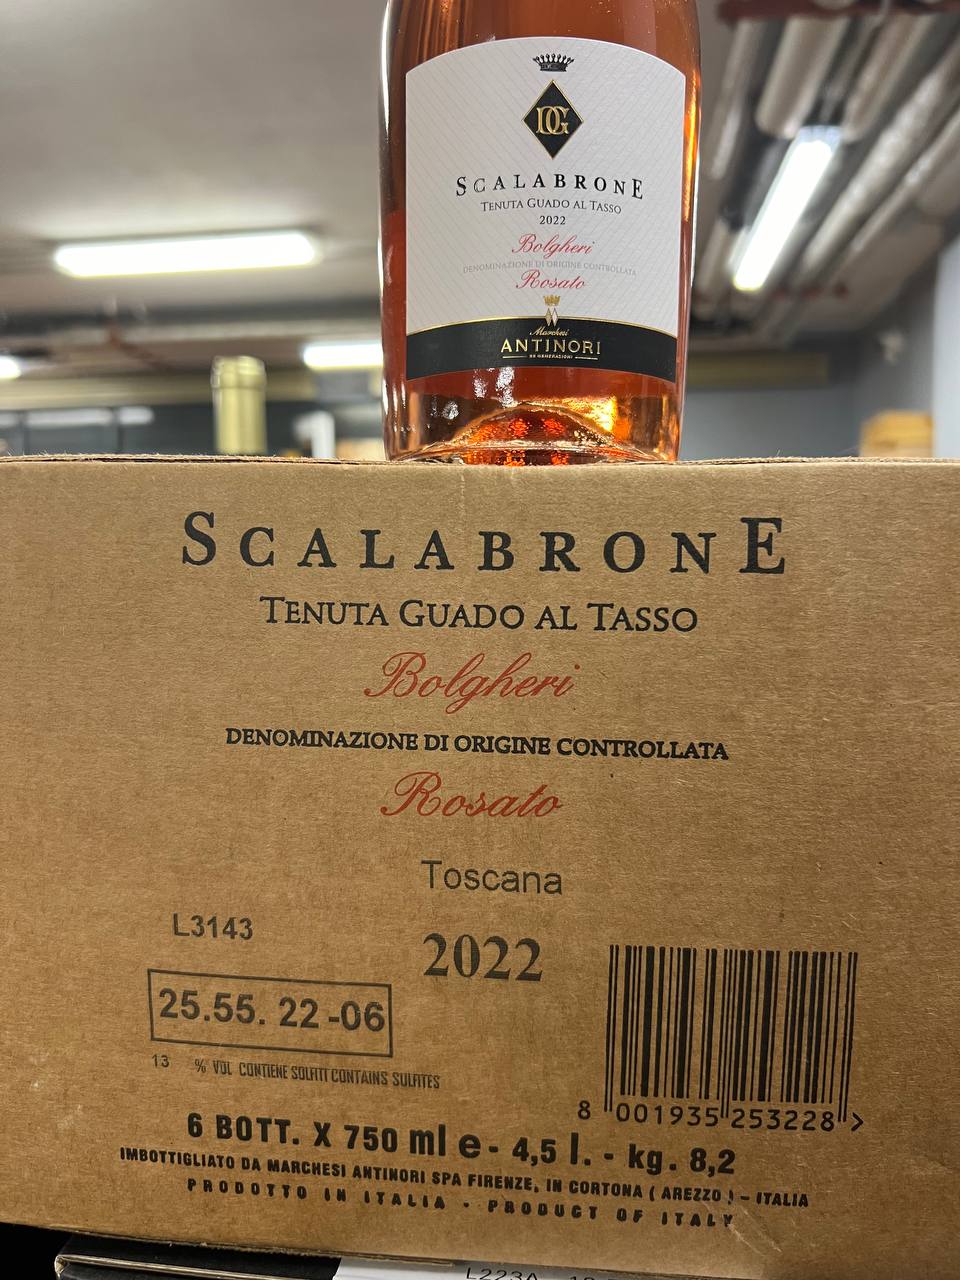 DG
SCALABRONE
TENUTA GUADO AL TASSO
2022
Bolgheri
DENOMINAZIONE DI ORIGINE CONTROLLATA
Rosato
Marchesi
ANTINORI
26 GENERAZIONI
SCALABRONE
TENUTA GUADO AL TASSO
Bolgheri
DENOMINAZIONE DI ORIGINE CONTROLLATA
Rosato
Toscana
L3143
2022
25.55. 22-06
13 % VOL CONTIENE SOLFITI CONTAINS SULFITES
8 001935 253228 >
6 BOTT. X 750 ml e - 4,5 l. - kg. 8,2
IMBOTTIGLIATO DA MARCHESI ANTINORI SPA FIRENZE, IN CORTONA ( AREZZO ) - ITALIA
PRODOTTO IN ITALIA - PRODUCT OF ITALY
L223A